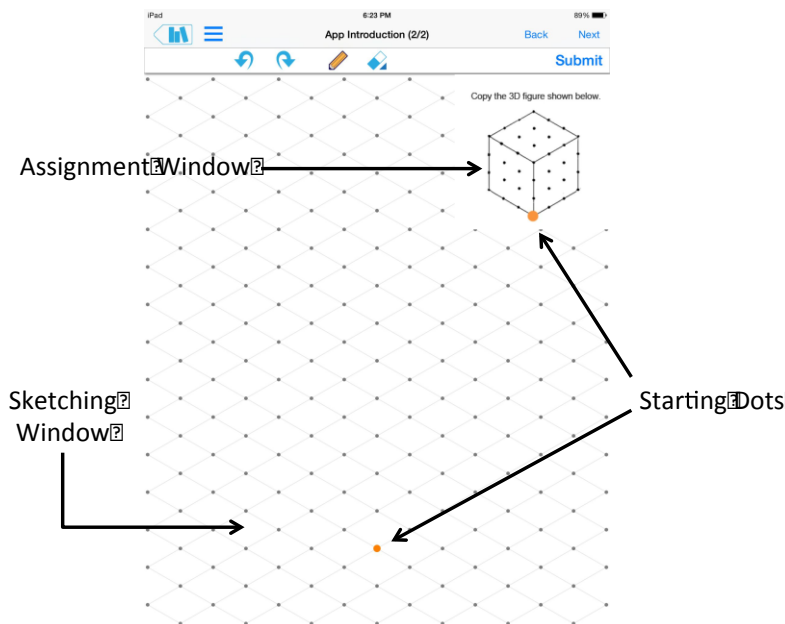 iPad 6:23 PM 89%
App Introduction (2/2) Back Next
Submit
Copy the 3D figure shown below.
Assignment Window
Sketching
Window
Starting Dots